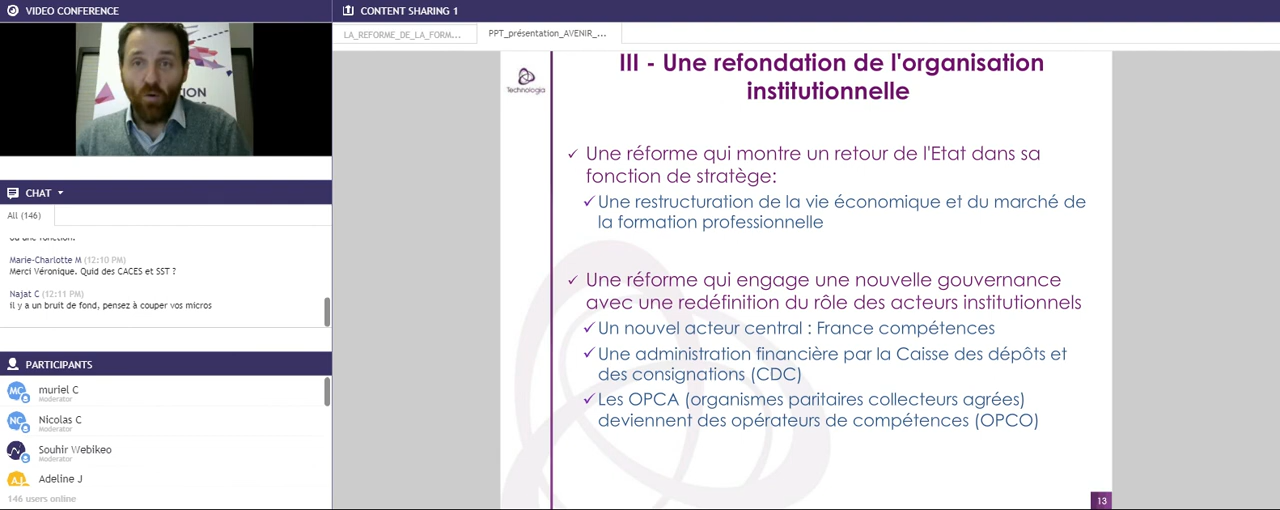 VIDEO CONFERENCE
CONTENT SHARING 1
LA_REFORME_DE_LA_FORM...
PPT_présentation_AVENIR_...
CHAT
All (146)
ou une fonction.
Marie-Charlotte M (12:10 PM)
Merci Véronique. Quid des CACES et SST ?
Najat C (12:11 PM)
il y a un bruit de fond, pensez à couper vos micros
PARTICIPANTS
MC
muriel C
Moderator
NC
Nicolas C
Moderator
Souhir Webikeo
Moderator
AJ
Adeline J
146 users online
Technologia
III - Une refondation de l'organisation
institutionnelle
Une réforme qui montre un retour de l'Etat dans sa
fonction de stratège:
Une restructuration de la vie économique et du marché de
la formation professionnelle
Une réforme qui engage une nouvelle gouvernance
avec une redéfinition du rôle des acteurs institutionnels
Un nouvel acteur central : France compétences
Une administration financière par la Caisse des dépôts et
des consignations (CDC)
Les OPCA (organismes paritaires collecteurs agrées)
deviennent des opérateurs de compétences (OPCO)
13